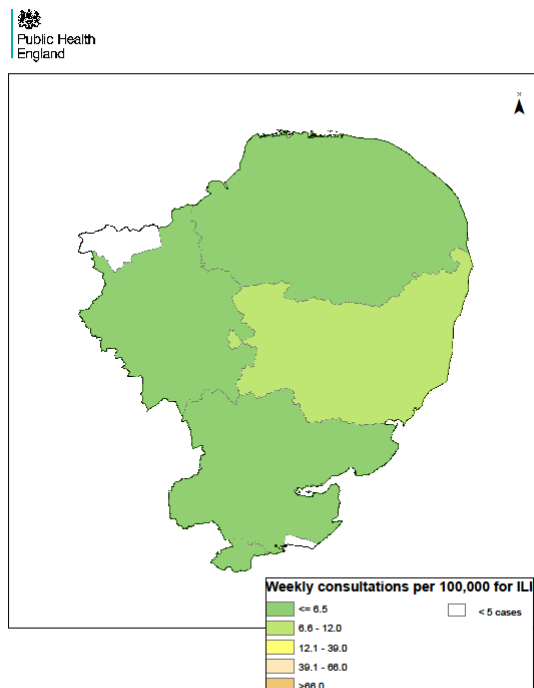 Public Health
England
N
Weekly consultations per 100,000 for ILI
<= 6.5
< 5 cases
6.6 - 12.0
12.1 - 39.0
39.1 - 66.0
>66.0